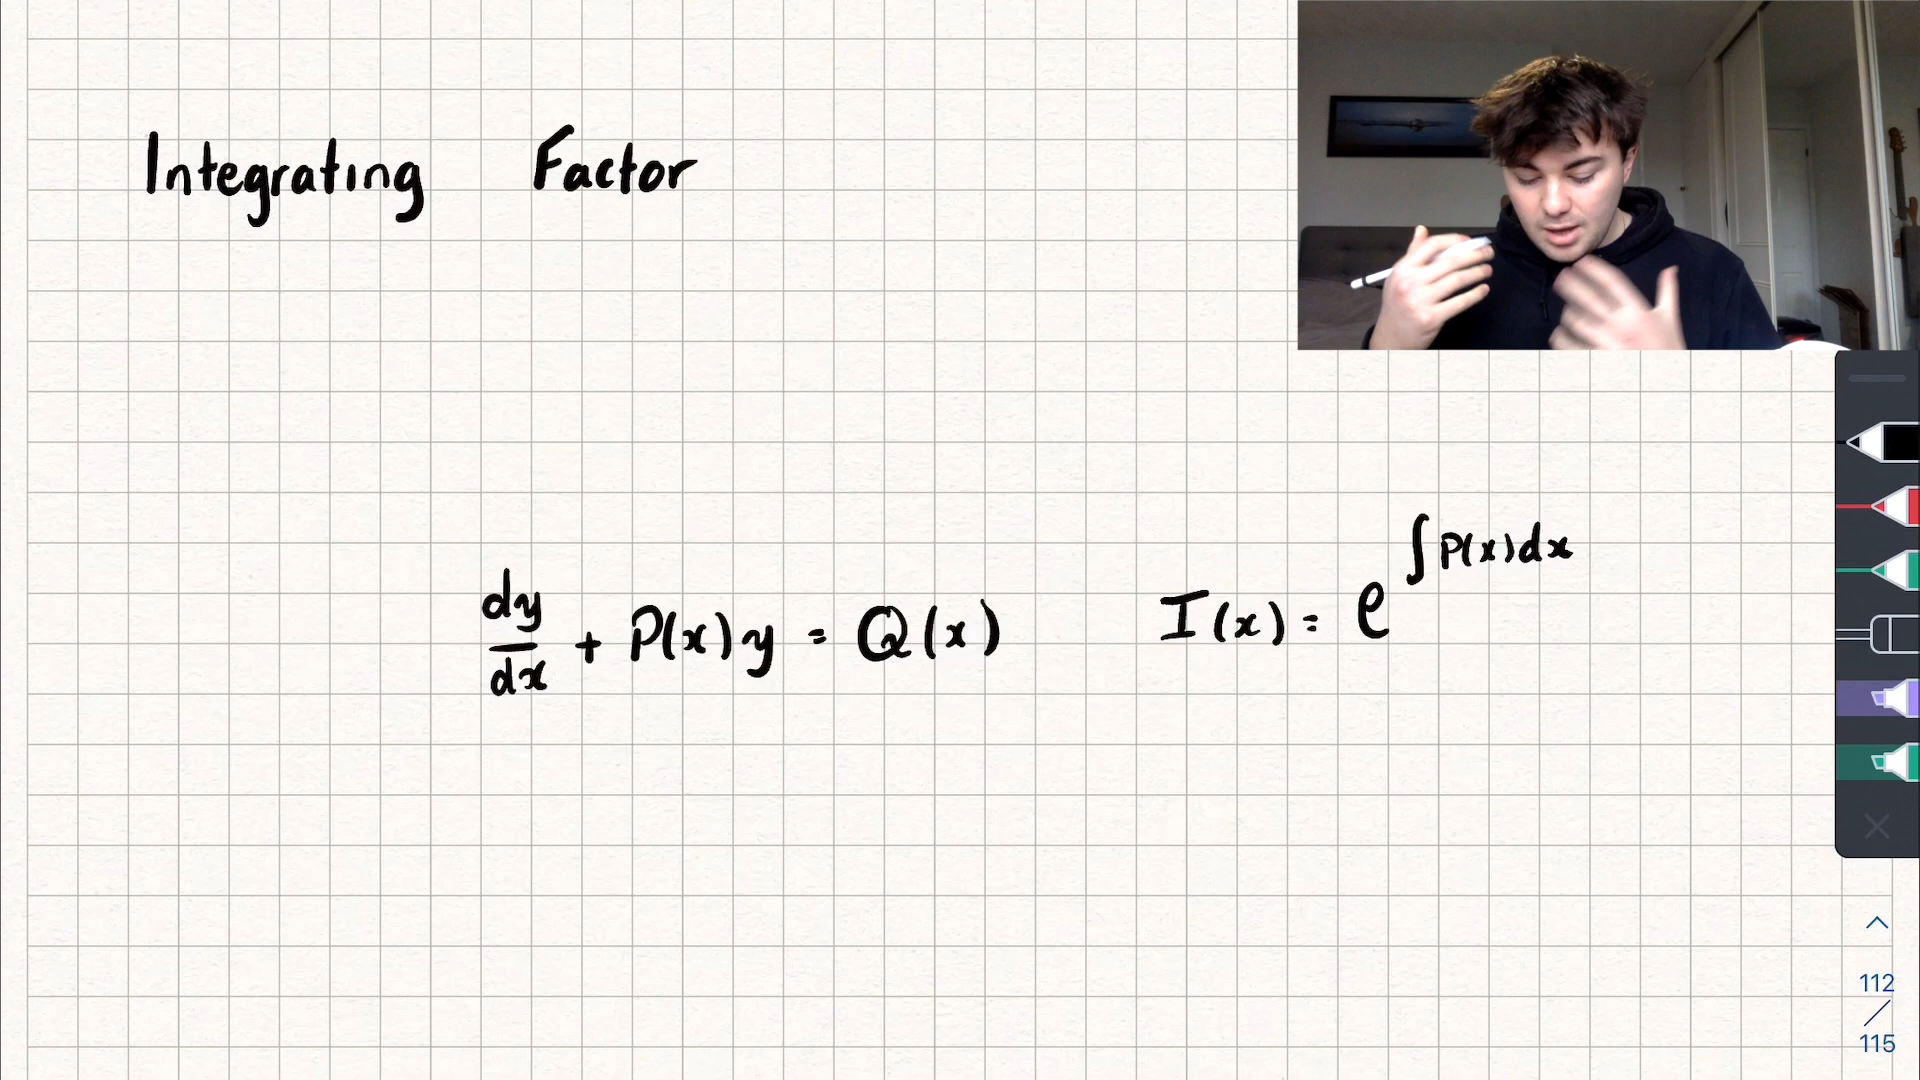 Integrating Factor
dy/dx + P(x)y = Q(x)
I(x) = e^∫P(x)dx
112
/
115